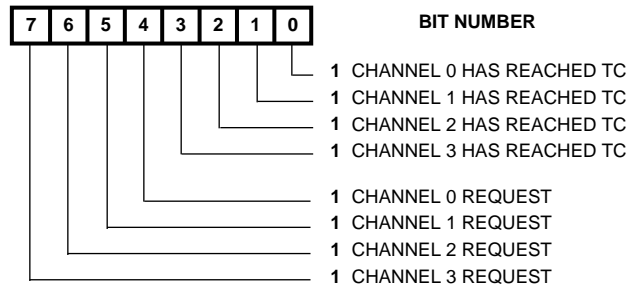 7 6 5 4 3 2 1 0 BIT NUMBER
1 CHANNEL 0 HAS REACHED TC
1 CHANNEL 1 HAS REACHED TC
1 CHANNEL 2 HAS REACHED TC
1 CHANNEL 3 HAS REACHED TC
1 CHANNEL 0 REQUEST
1 CHANNEL 1 REQUEST
1 CHANNEL 2 REQUEST
1 CHANNEL 3 REQUEST